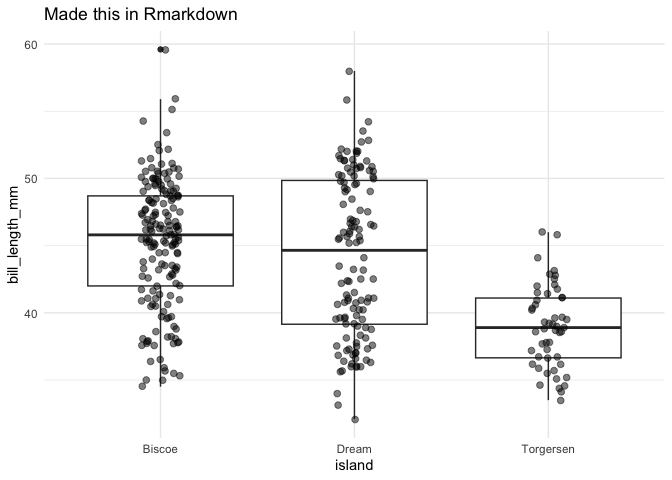 Made this in Rmarkdown
60
50
40
bill_length_mm
Biscoe
Dream
Torgersen
island